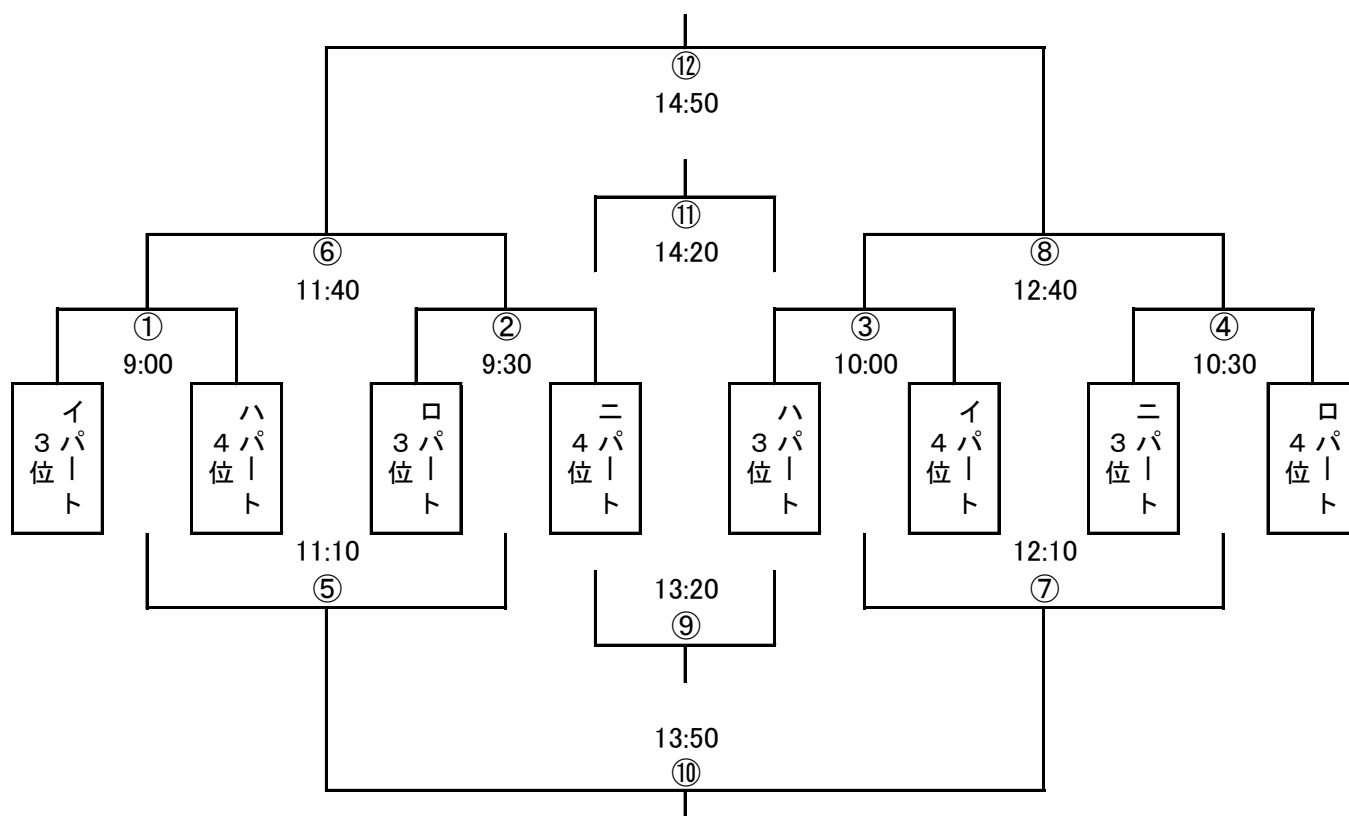 ⑫
14:50
⑪
14:20
⑥
11:40
⑧
12:40
①
9:00
②
9:30
③
10:00
④
10:30
イパート
3位
ハパート
4位
ロパート
3位
ニパート
4位
ハパート
3位
イパート
4位
ニパート
3位
ロパート
4位
11:10
⑤
12:10
⑦
13:20
⑨
13:50
⑩